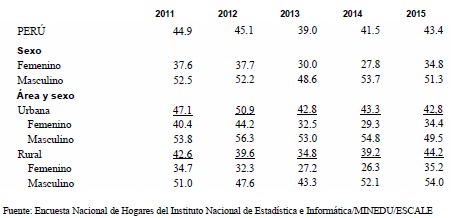 2011 2012 2013 2014 2015
PERÚ 44.9 45.1 39.0 41.5 43.4
Sexo
Femenino 37.6 37.7 30.0 27.8 34.8
Masculino 52.5 52.2 48.6 53.7 51.3
Área y sexo
Urbana 47.1 50.9 42.8 43.3 42.8
Femenino 40.4 44.2 32.5 29.3 34.4
Masculino 53.8 56.3 53.0 54.8 49.5
Rural 42.6 39.6 34.8 39.2 44.2
Femenino 34.7 32.3 27.2 26.3 35.2
Masculino 51.0 47.6 43.3 52.1 54.0
Fuente: Encuesta Nacional de Hogares del Instituto Nacional de Estadística e Informática/MINEDU/ESCALE